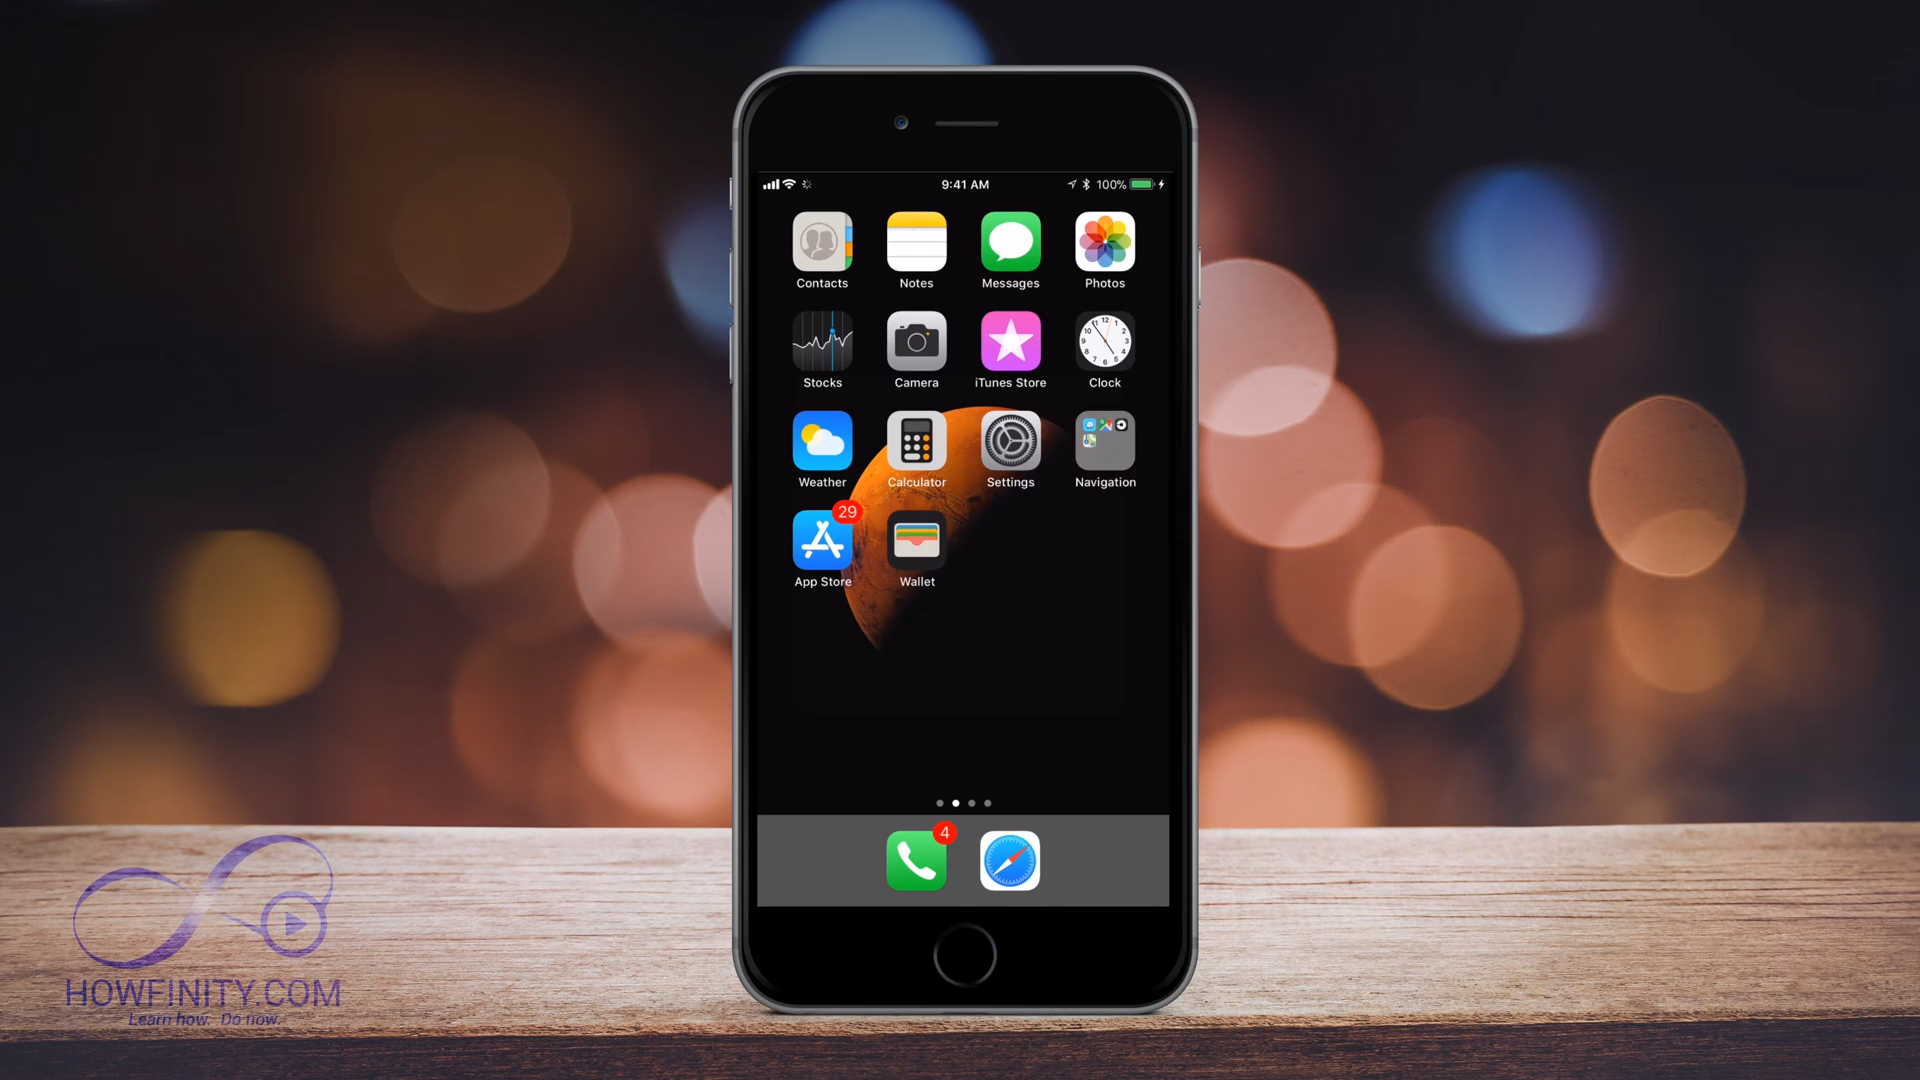 9:41 AM
100%
Contacts
Notes
Messages
Photos
Stocks
Camera
iTunes Store
Clock
Weather
Calculator
Settings
Navigation
29
App Store
Wallet
4
HOWFINITY.COM
Learn how. Do now.